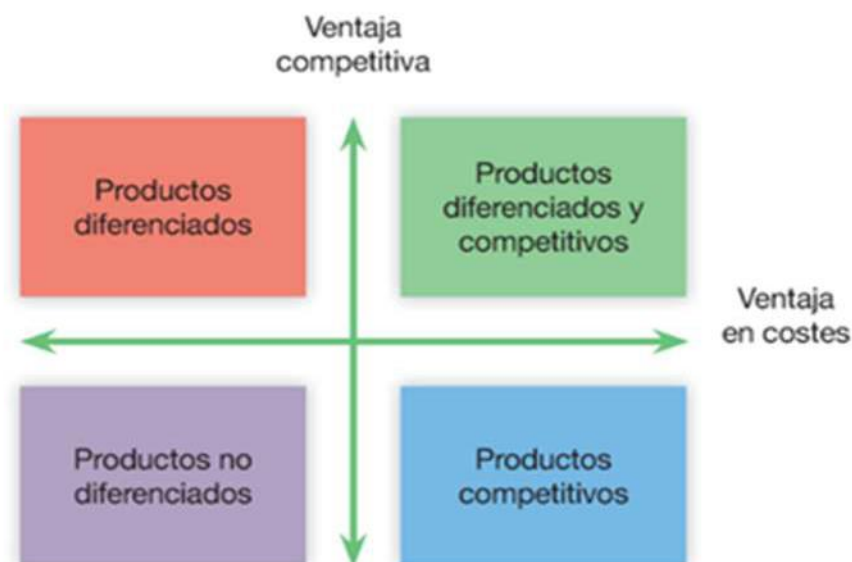 Ventaja
competitiva
Productos
diferenciados
Productos
diferenciados y
competitivos
Ventaja
en costes
Productos no
diferenciados
Productos
competitivos